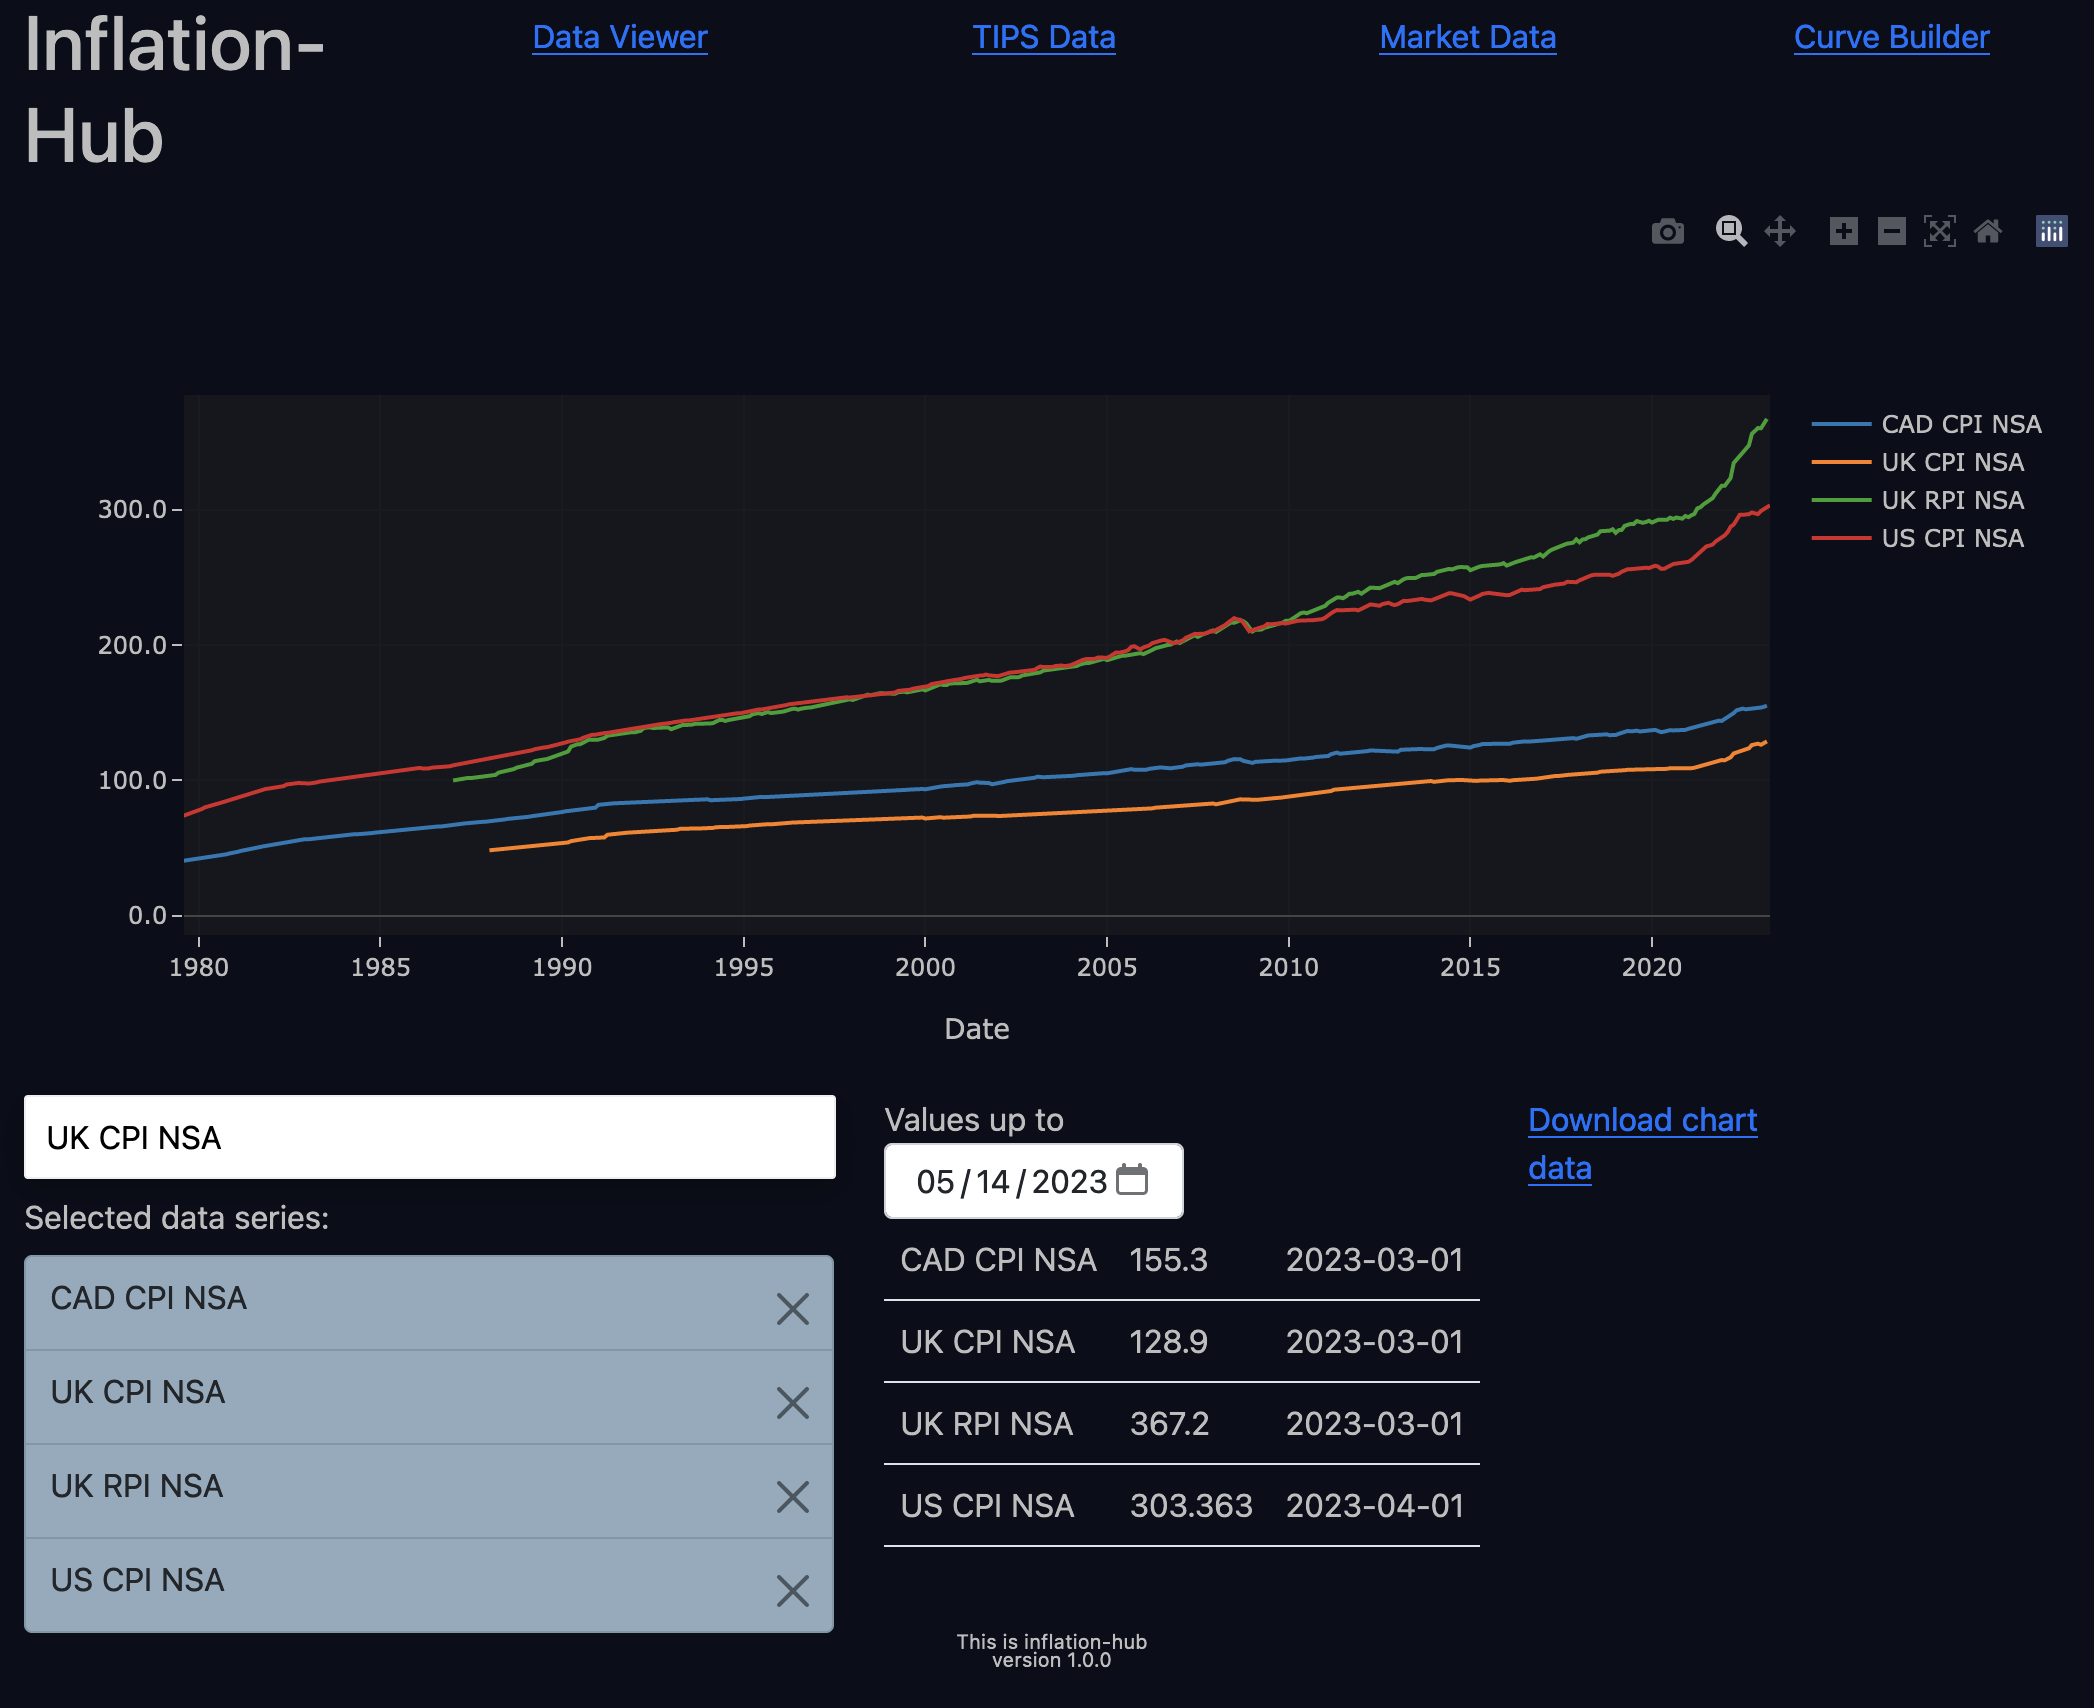 Inflation-
Hub
Data Viewer
TIPS Data
Market Data
Curve Builder
CAD CPI NSA
UK CPI NSA
UK RPI NSA
US CPI NSA
300.0
200.0
100.0
0.0
1980 1985 1990 1995 2000 2005 2010 2015 2020
Date
UK CPI NSA
Selected data series:
CAD CPI NSA
UK CPI NSA
UK RPI NSA
US CPI NSA
Values up to
05/14/2023
CAD CPI NSA 155.3 2023-03-01
UK CPI NSA 128.9 2023-03-01
UK RPI NSA 367.2 2023-03-01
US CPI NSA 303.363 2023-04-01
Download chart
data
This is inflation-hub
version 1.0.0